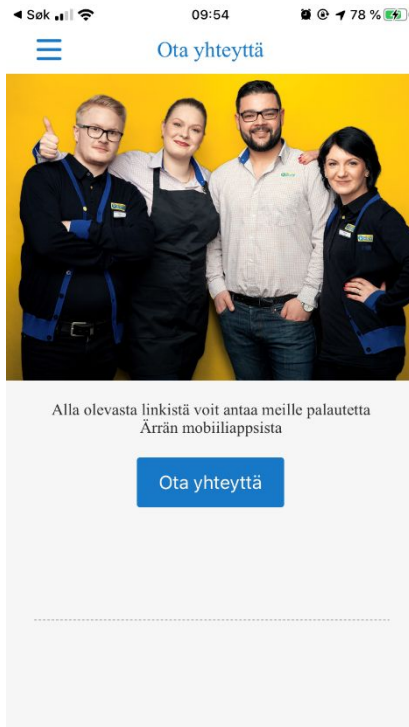 Søk 09:54 78 %
Ota yhteyttä
Alla olevasta linkistä voit antaa meille palautetta
Ärrän mobiiliappsista
Ota yhteyttä